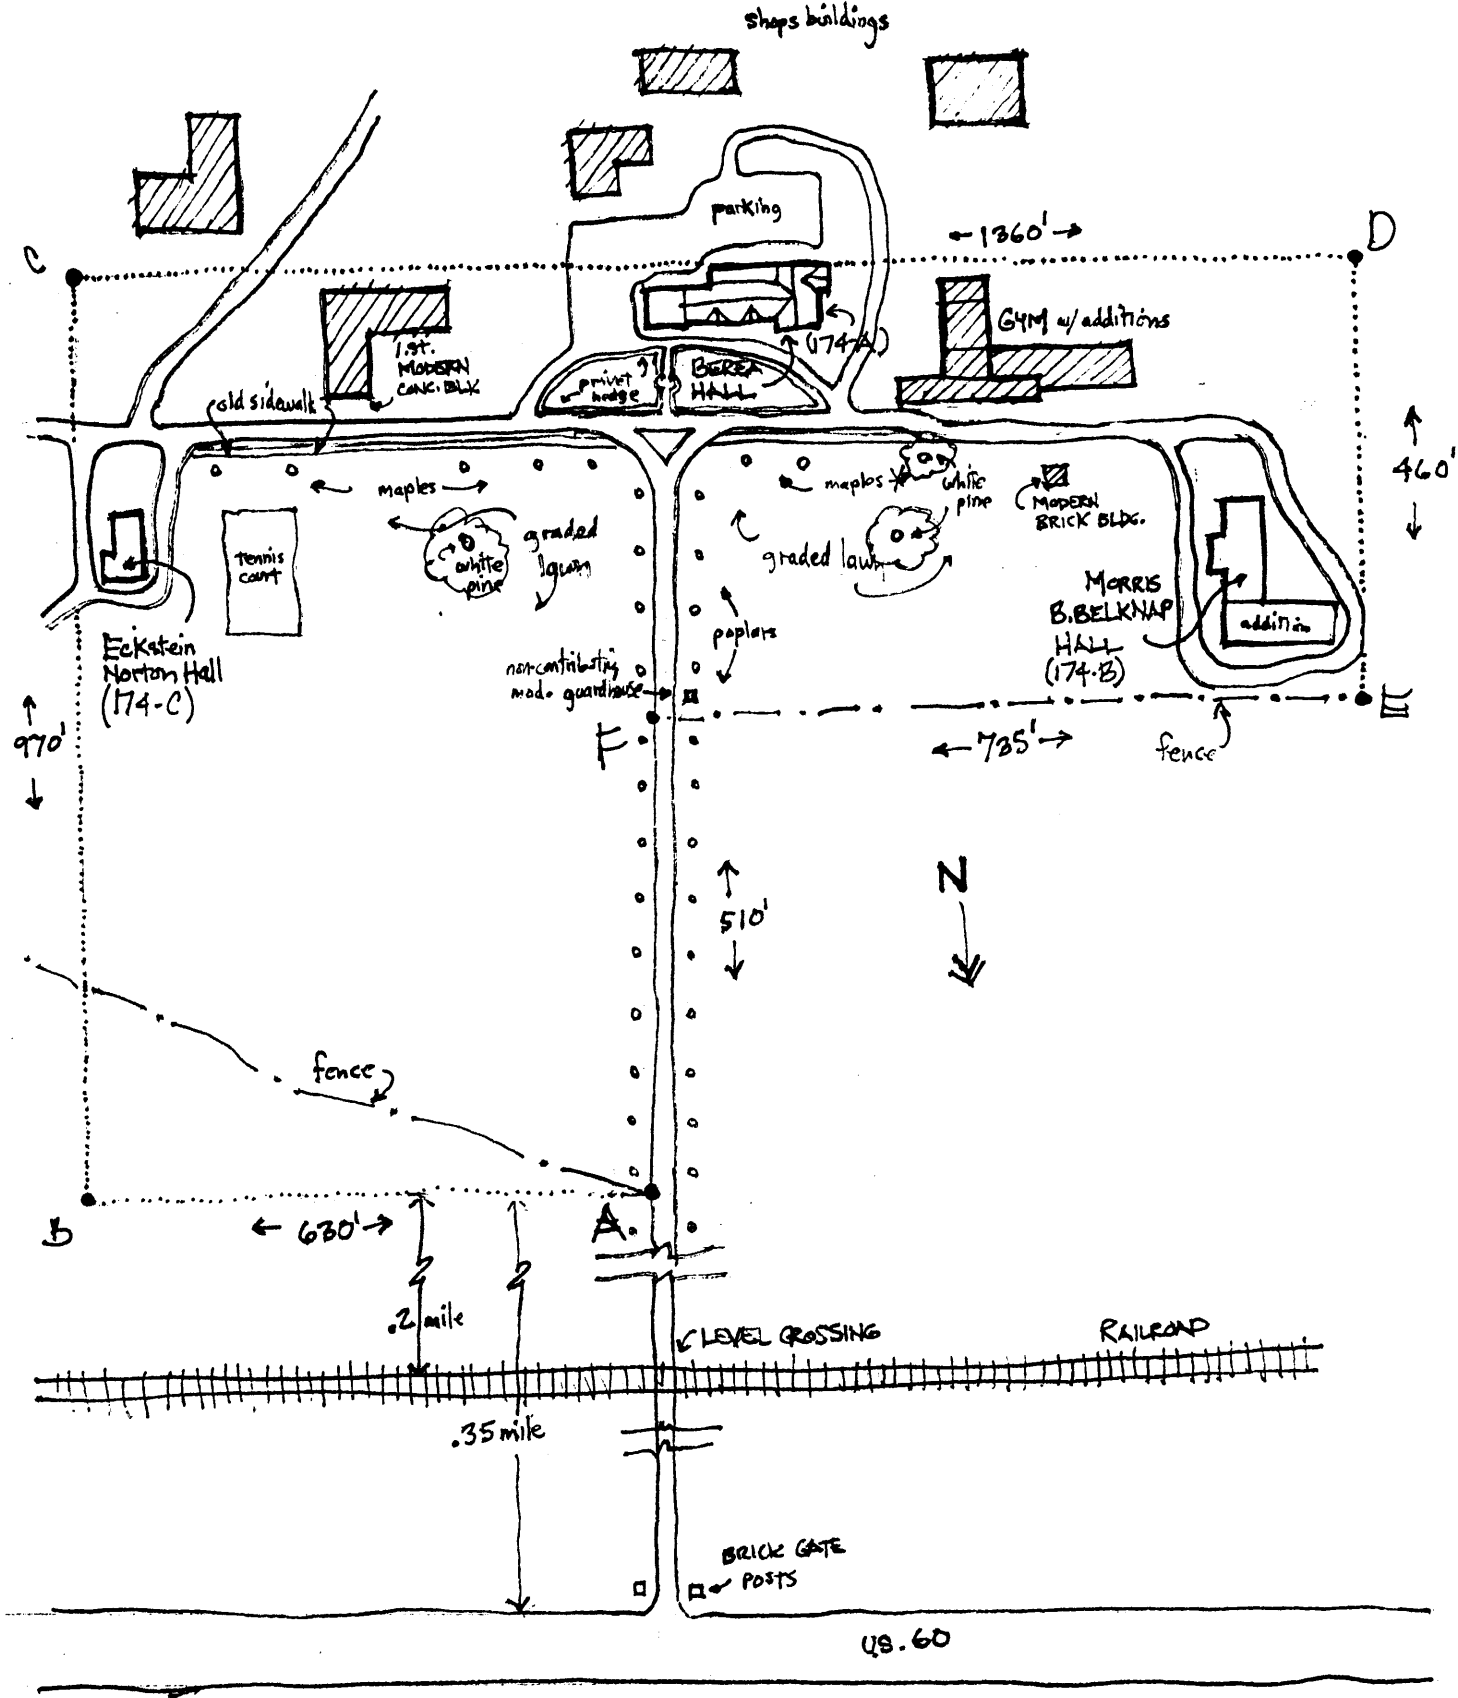 shops buildings
parking
← 1360' →
C
D
GYM w/ additions
(174-A)
1.st.
MODERN
CONC. BLK
privet
hedge
BEREA
HALL
old sidewalk
460'
maples
maples
white
pine
MODERN
BRICK BLDG.
graded
lawn
graded lawn
white
pine
tennis
court
MORRIS
B. BELKNAP
HALL
(174-B)
addition
Eckstein
Norton Hall
(174-C)
poplars
non-contributing
mod. guardhouse
E
F
← 735' →
fence
970'
N
510'
fence
B
← 630' →
A
.2 mile
LEVEL CROSSING
RAILROAD
.35 mile
BRICK GATE
POSTS
US. 60